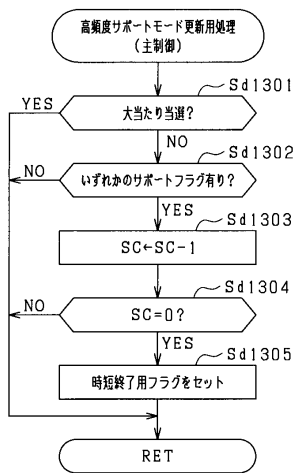 高頻度サポートモード更新用処理
(主制御)
Sd1301
YES
大当たり当選?
NO
Sd1302
NO
いずれかのサポートフラグ有り?
YES
Sd1303
SC←SC-1
Sd1304
NO
SC=0?
YES
Sd1305
時短終了用フラグをセット
RET